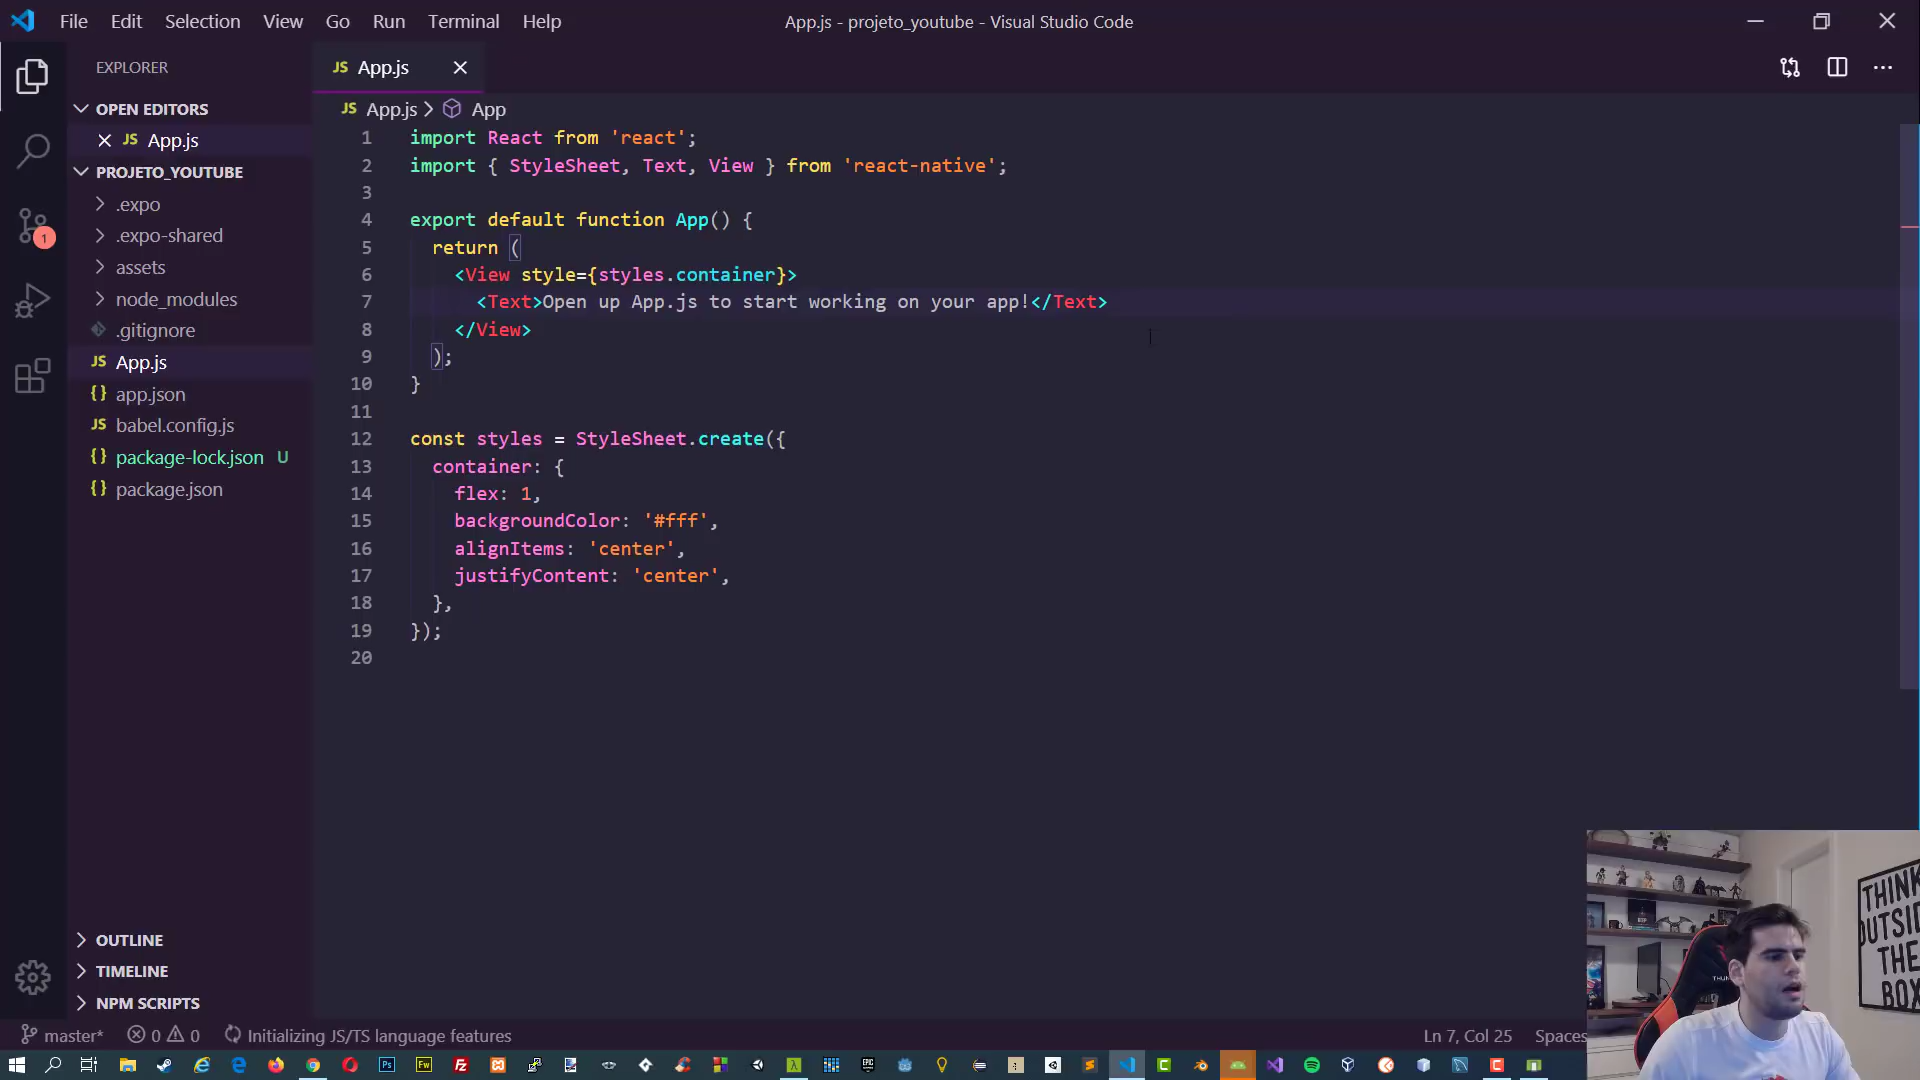 File Edit Selection View Go Run Terminal Help
App.js - projeto_youtube - Visual Studio Code
EXPLORER
JS App.js
OPEN EDITORS
JS App.js
PROJETO_YOUTUBE
.expo
.expo-shared
assets
node_modules
.gitignore
JS App.js
{} app.json
JS babel.config.js
{} package-lock.json U
{} package.json
OUTLINE
TIMELINE
NPM SCRIPTS
1
JS App.js > App
1 import React from 'react';
2 import { StyleSheet, Text, View } from 'react-native';
3
4 export default function App() {
5 return (
6 <View style={styles.container}>
7 <Text>Open up App.js to start working on your app!</Text>
8 </View>
9 );
10 }
11
12 const styles = StyleSheet.create({
13 container: {
14 flex: 1,
15 backgroundColor: '#fff',
16 alignItems: 'center',
17 justifyContent: 'center',
18 },
19 });
20
THINK
OUTSIDE
THE
BOX
master* 0 0 Initializing JS/TS language features
Ln 7, Col 25 Spaces